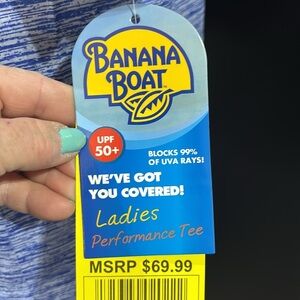 BANANA
BOAT
UPF
50+
BLOCKS 99%
OF UVA RAYS!
WE'VE GOT
YOU COVERED!
Ladies
Performance Tee
MSRP $69.99